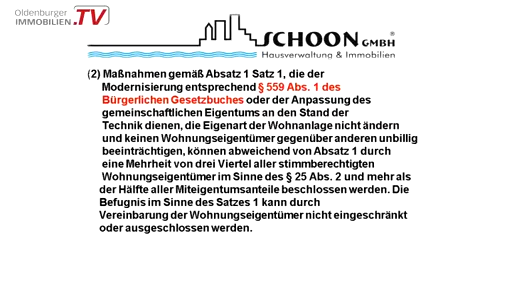 Oldenburger
IMMOBILIEN.TV
SCHOON GMBH®
Hausverwaltung & Immobilien
(2) Maßnahmen gemäß Absatz 1 Satz 1, die der
Modernisierung entsprechend § 559 Abs. 1 des
Bürgerlichen Gesetzbuches oder der Anpassung des
gemeinschaftlichen Eigentums an den Stand der
Technik dienen, die Eigenart der Wohnanlage nicht ändern
und keinen Wohnungseigentümer gegenüber anderen unbillig
beeinträchtigen, können abweichend von Absatz 1 durch
eine Mehrheit von drei Viertel aller stimmberechtigten
Wohnungseigentümer im Sinne des § 25 Abs. 2 und mehr als
der Hälfte aller Miteigentumsanteile beschlossen werden. Die
Befugnis im Sinne des Satzes 1 kann durch
Vereinbarung der Wohnungseigentümer nicht eingeschränkt
oder ausgeschlossen werden.